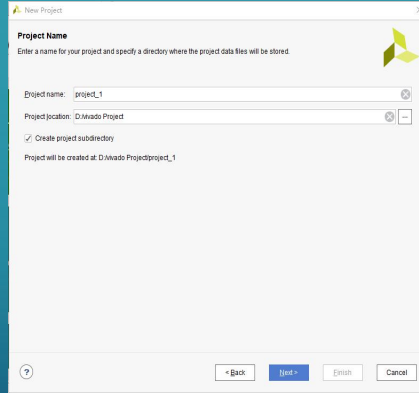 New Project
Project Name
Enter a name for your project and specify a directory where the project data files will be stored.
Project name: project_1
Project location: D:/vivado Project
Create project subdirectory
Project will be created at: D:/vivado Project/project_1
?
< Back
Next >
Finish
Cancel